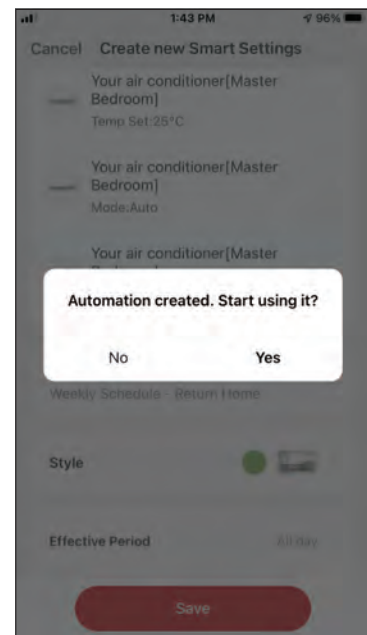 1:43 PM
96%
Cancel Create new Smart Settings
Your air conditioner[Master
Bedroom]
Temp Set:25°C
Your air conditioner[Master
Bedroom]
Mode:Auto
Your air conditioner[Master
Automation created. Start using it?
No Yes
Weekly Schedule - Return Home
Style
Effective Period All day
Save